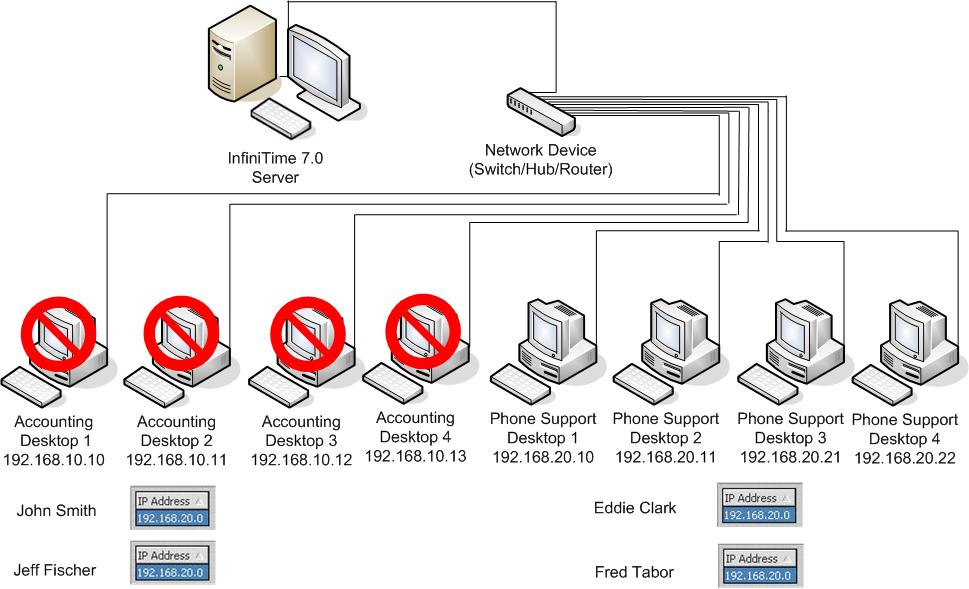 InfiniTime 7.0
Server
Network Device
(Switch/Hub/Router)
Accounting
Desktop 1
192.168.10.10
Accounting
Desktop 2
192.168.10.11
Accounting
Desktop 3
192.168.10.12
Accounting
Desktop 4
192.168.10.13
Phone Support
Desktop 1
192.168.20.10
Phone Support
Desktop 2
192.168.20.11
Phone Support
Desktop 3
192.168.20.21
Phone Support
Desktop 4
192.168.20.22
John Smith
IP Address
192.168.20.0
Eddie Clark
IP Address
192.168.20.0
Jeff Fischer
IP Address
192.168.20.0
Fred Tabor
IP Address
192.168.20.0